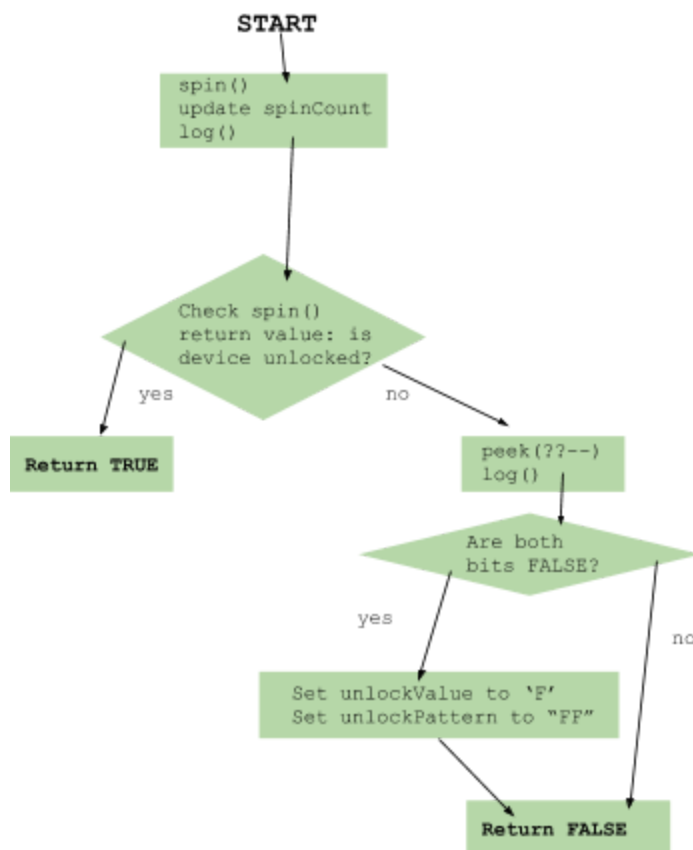 START
spin()
update spinCount
log()
Check spin()
return value: is
device unlocked?
yes
no
Return TRUE
peek(??--)
log()
Are both
bits FALSE?
yes
no
Set unlockValue to ‘F’
Set unlockPattern to “FF”
Return FALSE